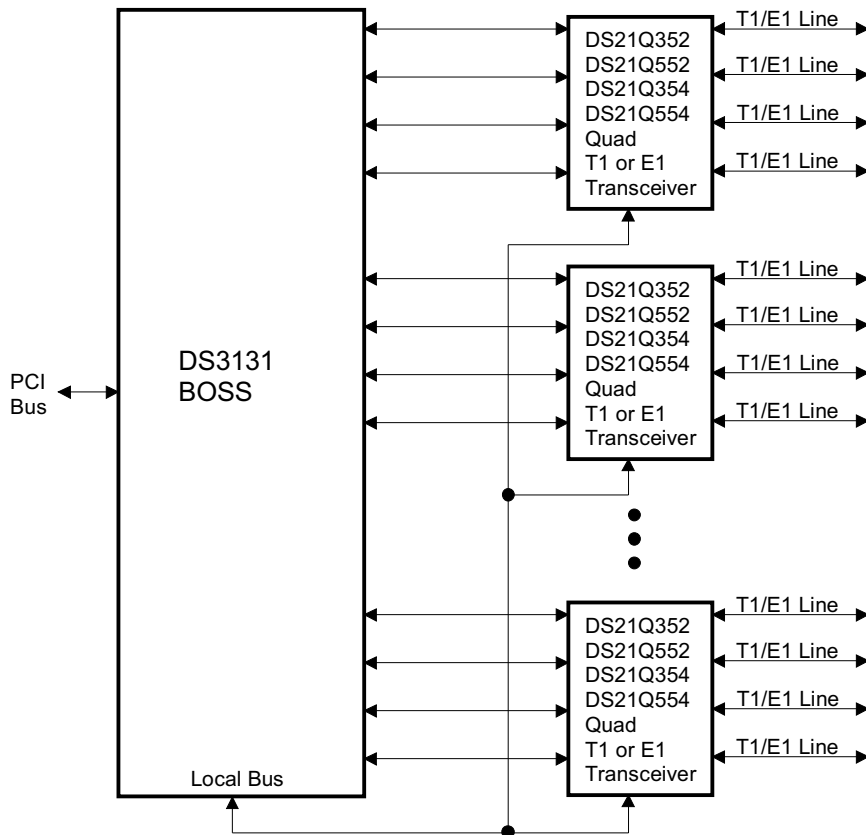 PCI
Bus
DS3131
BOSS
Local Bus
DS21Q352
DS21Q552
DS21Q354
DS21Q554
Quad
T1 or E1
Transceiver
T1/E1 Line
T1/E1 Line
T1/E1 Line
T1/E1 Line
DS21Q352
DS21Q552
DS21Q354
DS21Q554
Quad
T1 or E1
Transceiver
T1/E1 Line
T1/E1 Line
T1/E1 Line
T1/E1 Line
DS21Q352
DS21Q552
DS21Q354
DS21Q554
Quad
T1 or E1
Transceiver
T1/E1 Line
T1/E1 Line
T1/E1 Line
T1/E1 Line